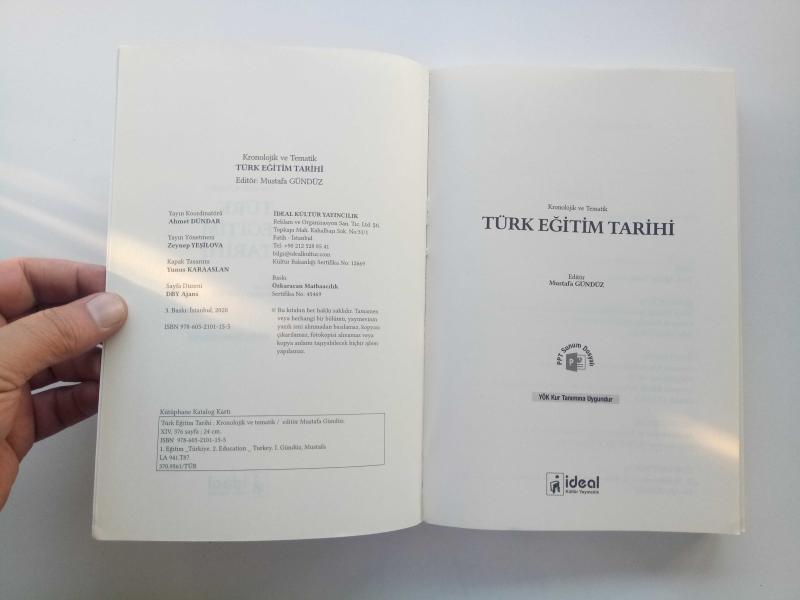 Kronolojik ve Tematik
TÜRK EĞİTİM TARİHİ
Editör: Mustafa GÜNDÜZ
Yayın Koordinatörü
Ahmet DÜNDAR
Yayın Yönetmeni
Zeynep YEŞİLOVA
Kapak Tasarım
Yunus KARAASLAN
Sayfa Düzeni
DBY Ajans
3. Baskı: İstanbul, 2020
ISBN 978-605-2101-15-5
İDEAL KÜLTÜR YAYINCILIK
Reklam ve Organizasyon San. Tic. Ltd Şti.
Topkapı Mah. Kahalbaşı Sok. No:31/1
Fatih - İstanbul
Tel: +90 212 528 85 41
bilgi@idealkultur.com
Kültür Bakanlığı Sertifika No: 12669
Baskı
Özkaracan Matbaacılık
Sertifika No: 45469
© Bu kitabın her hakkı saklıdır. Tamamen
veya herhangi bir bölümü, yayınevinin
yazılı izni alınmadan basılamaz, kopyası
çıkarılamaz, fotokopisi alınamaz veya
kopya anlamı taşıyabilecek hiçbir işlem
yapılamaz.
Kütüphane Katalog Kartı
Türk Eğitim Tarihi : Kronolojik ve tematik / editör Mustafa Gündüz.
XIV, 376 sayfa ; 24 cm.
ISBN 978-605-2101-15-5
1. Eğitim _Türkiye. 2. Education _ Turkey. I. Gündüz, Mustafa
LA 941.T87
370.9561/TÜR
Kronolojik ve Tematik
TÜRK EĞİTİM TARİHİ
Editör
Mustafa GÜNDÜZ
PPT Sunum Dosyalı
YÖK Kur Tanımına Uygundur
ideal
Kültür Yayıncılık